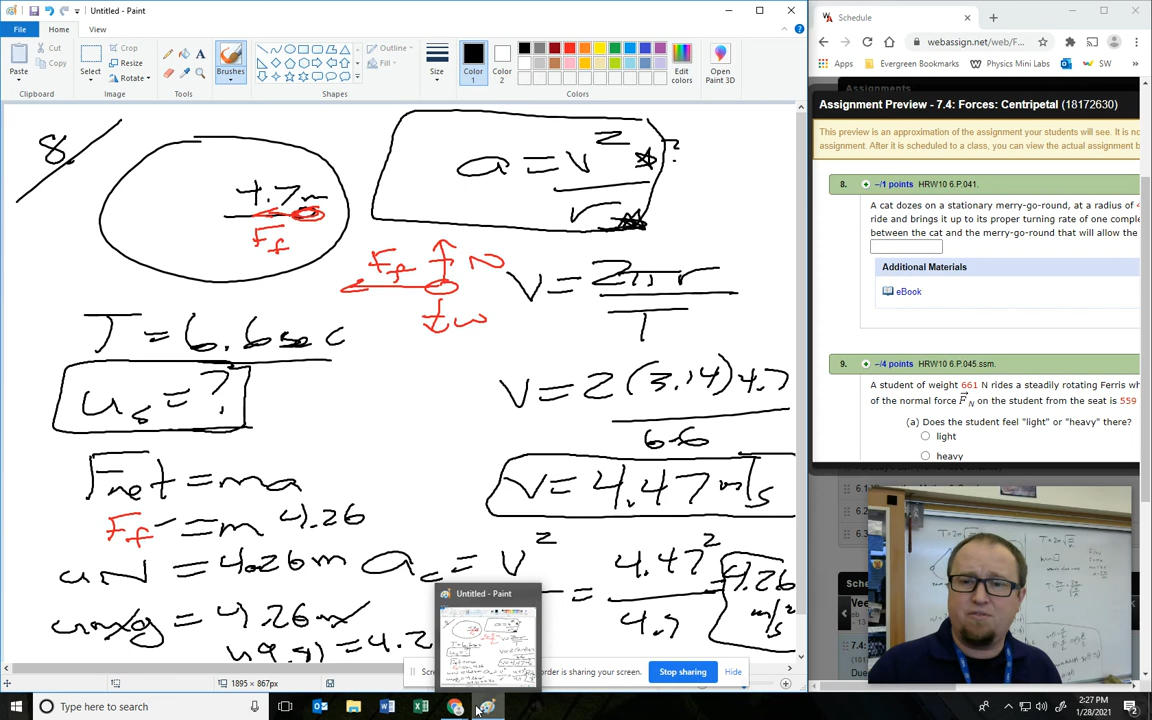 Untitled - Paint
File
Home
View
Paste
Cut
Copy
Clipboard
Select
Crop
Resize
Rotate
Image
Tools
Brushes
Shapes
Outline
Fill
Size
Color
1
Color
2
Edit
colors
Open
Paint 3D
Colors
8
4.7m
Ff
T = 6.6 sec
us = ?
Fnet = ma
Ff = m 4.26
uN = 4.26m
umg = 4.26m
u 9.81 = 4.2
a = v² ?
r
Ff N
w
V = 2πr
T
V = 2(3.14)4.7
6.6
V = 4.47 m/s
ac = v² = 4.47² = 4.26
4.7 m/s²
Untitled - Paint
order is sharing your screen.
Stop sharing
Hide
1895 × 867px
Type here to search
Schedule
webassign.net/web/F...
Apps
Evergreen Bookmarks
Physics Mini Labs
SW
Assignments
Assignment Preview - 7.4: Forces: Centripetal (18172630)
This preview is an approximation of the assignment your students will see. It is no
assignment. After it is scheduled to a class, you can view the actual assignment b
8.
–/1 points
HRW10 6.P.041.
A cat dozes on a stationary merry-go-round, at a radius of 4
ride and brings it up to its proper turning rate of one comple
between the cat and the merry-go-round that will allow the
Additional Materials
eBook
9.
–/4 points
HRW10 6.P.045.ssm.
A student of weight 661 N rides a steadily rotating Ferris wh
of the normal force F N on the student from the seat is 559
(a) Does the student feel "light" or "heavy" there?
light
heavy
2:27 PM
1/28/2021